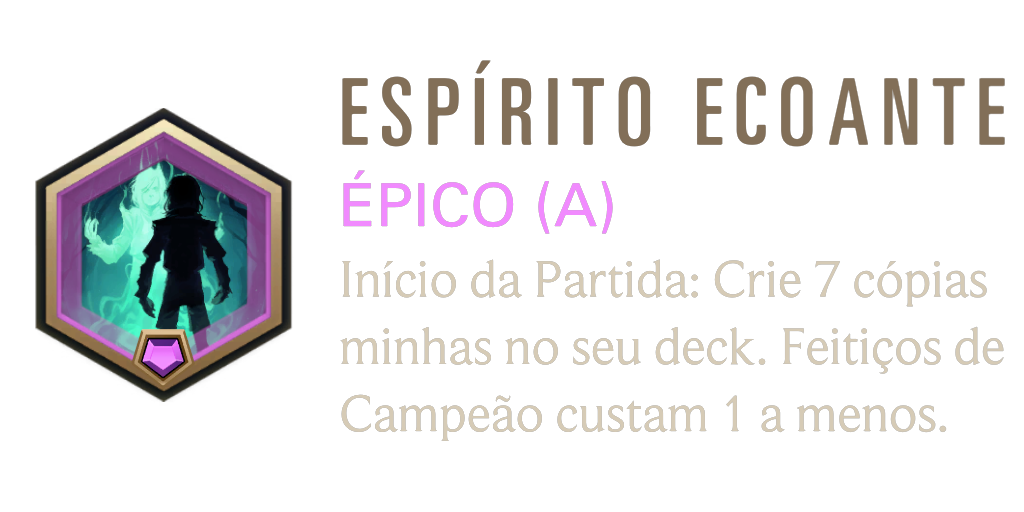 ESPÍRITO ECOANTE
ÉPICO (A)
Início da Partida: Crie 7 cópias
minhas no seu deck. Feitiços de
Campeão custam 1 a menos.